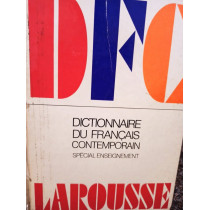 DFC
DICTIONNAIRE
DU FRANÇAIS
CONTEMPORAIN
SPÉCIAL ENSEIGNEMENT
LAROUSSE